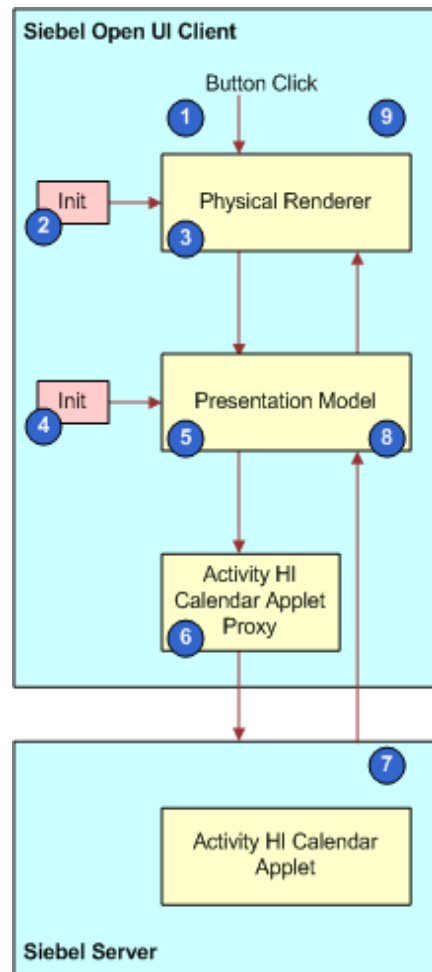 Siebel Open UI Client
Button Click
1
9
Physical Renderer
Init
2
3
Presentation Model
Init
4
5
8
Activity HI
Calendar Applet
Proxy
6
7
Activity HI Calendar
Applet
Siebel Server